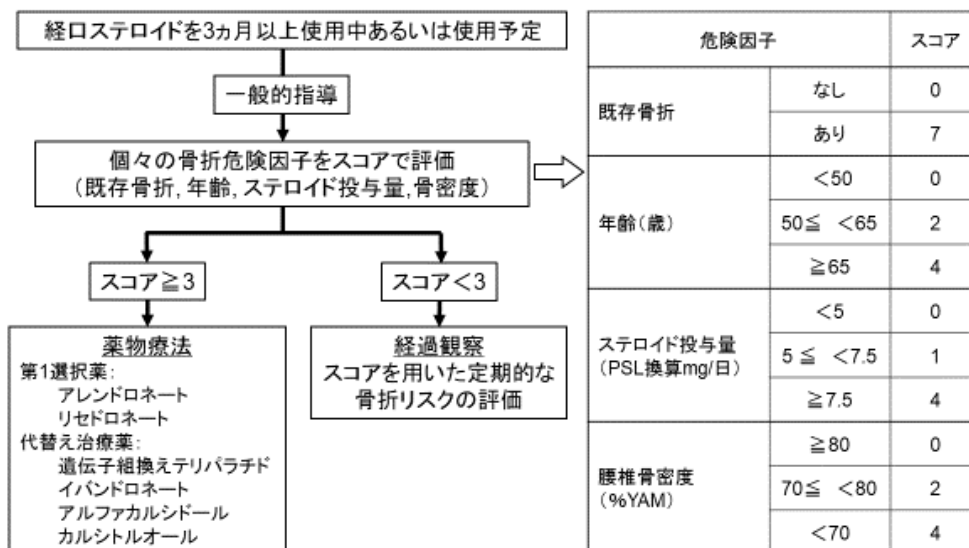 経口ステロイドを3ヵ月以上使用中あるいは使用予定
一般的指導
個々の骨折危険因子をスコアで評価
(既存骨折, 年齢, ステロイド投与量,骨密度)
スコア≧3
スコア<3
薬物療法
第1選択薬:
アレンドロネート
リセドロネート
代替え治療薬:
遺伝子組換えテリパラチド
イバンドロネート
アルファカルシドール
カルシトルオール
経過観察
スコアを用いた定期的な
骨折リスクの評価
危険因子 スコア
既存骨折
なし 0
あり 7
年齢(歳)
<50 0
50≦ <65 2
≧65 4
ステロイド投与量
(PSL換算mg/日)
<5 0
5≦ <7.5 1
≧7.5 4
腰椎骨密度
(%YAM)
≧80 0
70≦ <80 2
<70 4